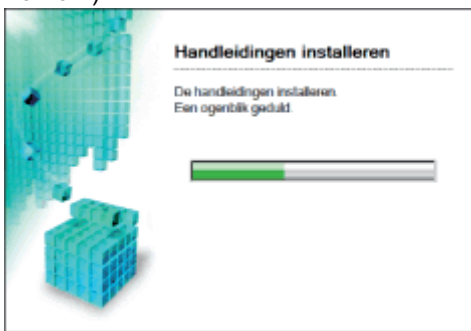 Handleidingen installeren
De handleidingen installeren.
Een ogenblik geduld.